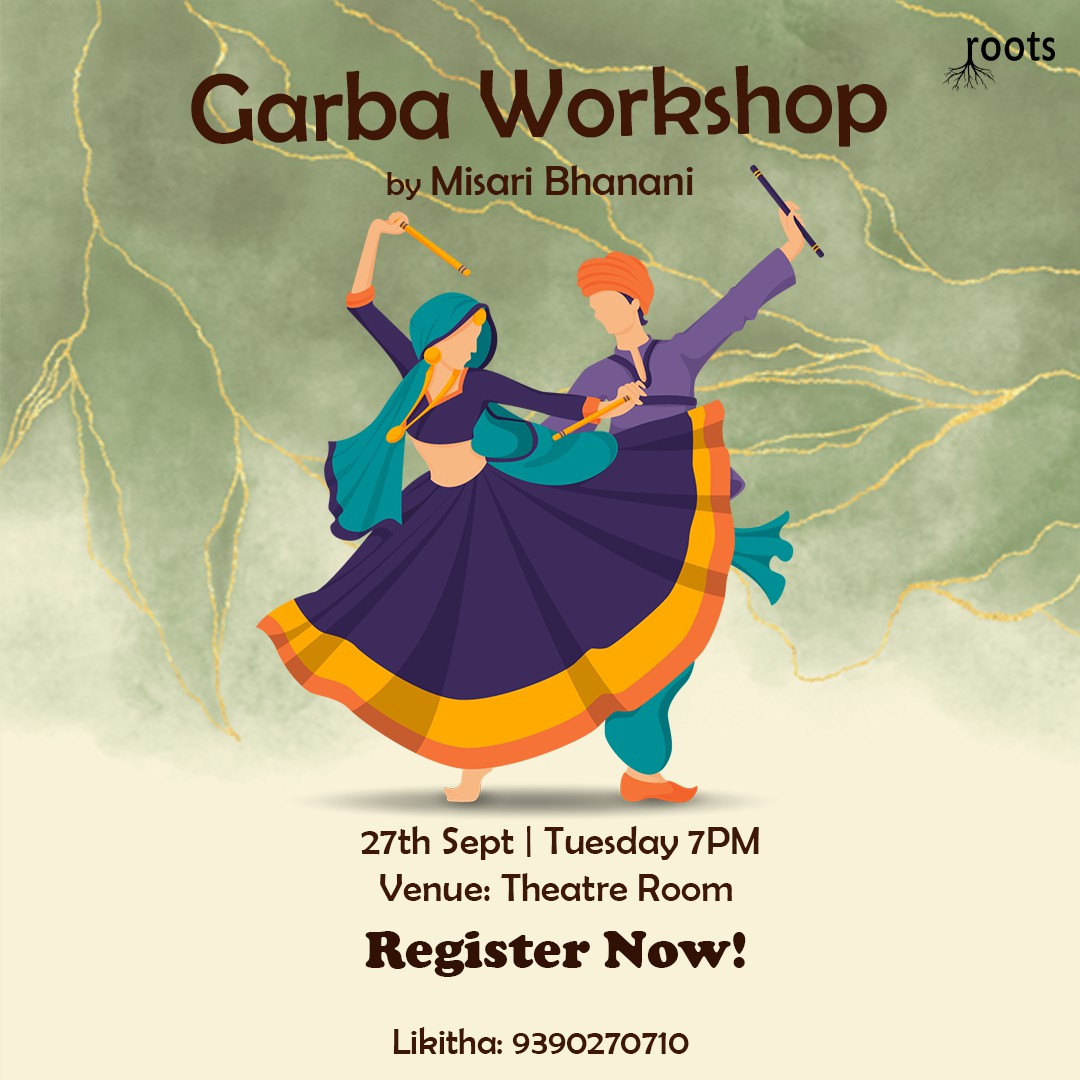 roots
Garba Workshop
by Misari Bhanani
27th Sept | Tuesday 7PM
Venue: Theatre Room
Register Now!
Likitha: 9390270710